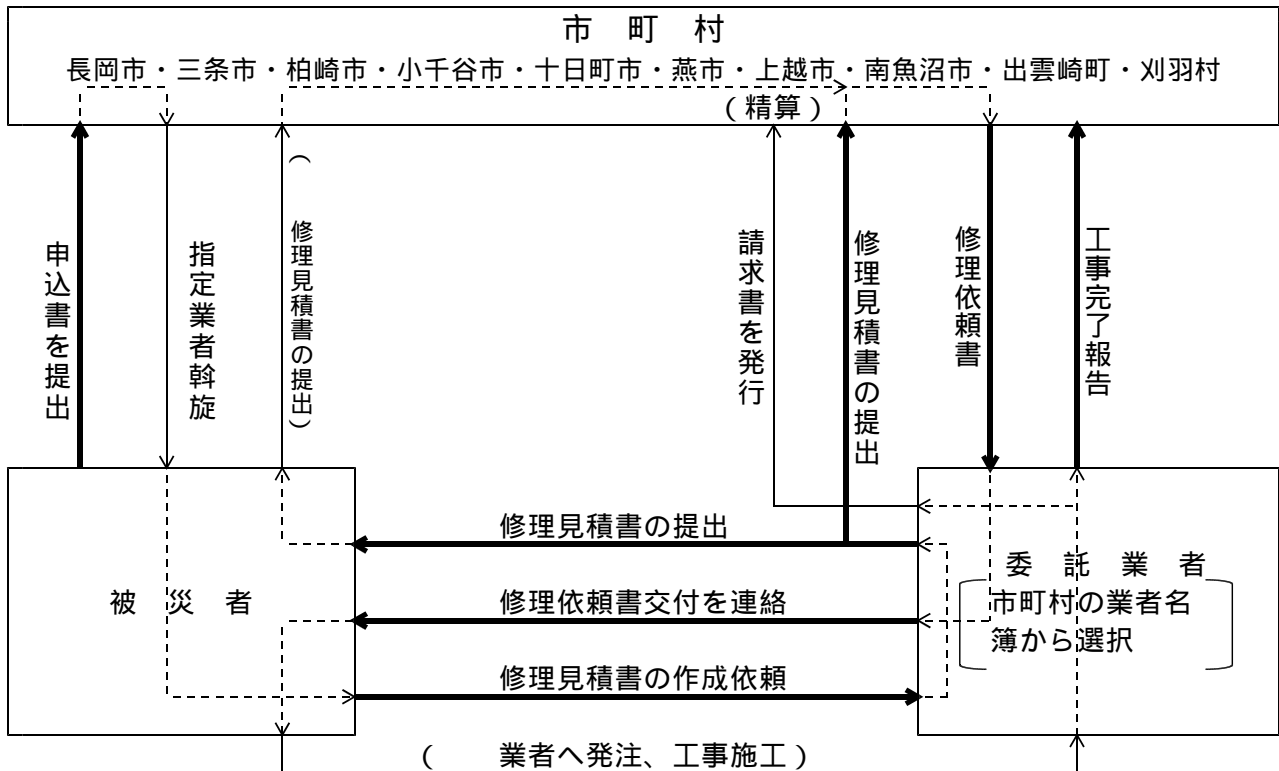 市　町　村
長岡市・三条市・柏崎市・小千谷市・十日町市・燕市・上越市・南魚沼市・出雲崎町・刈羽村
（精算）
申込書を提出
指定業者斡旋
（　修理見積書の提出）
請求書を発行
修理見積書の提出
修理依頼書
工事完了報告
修理見積書の提出
修理依頼書交付を連絡
修理見積書の作成依頼
被　災　者
委　託　業　者
市町村の業者名
簿から選択
（　　業者へ発注、工事施工）